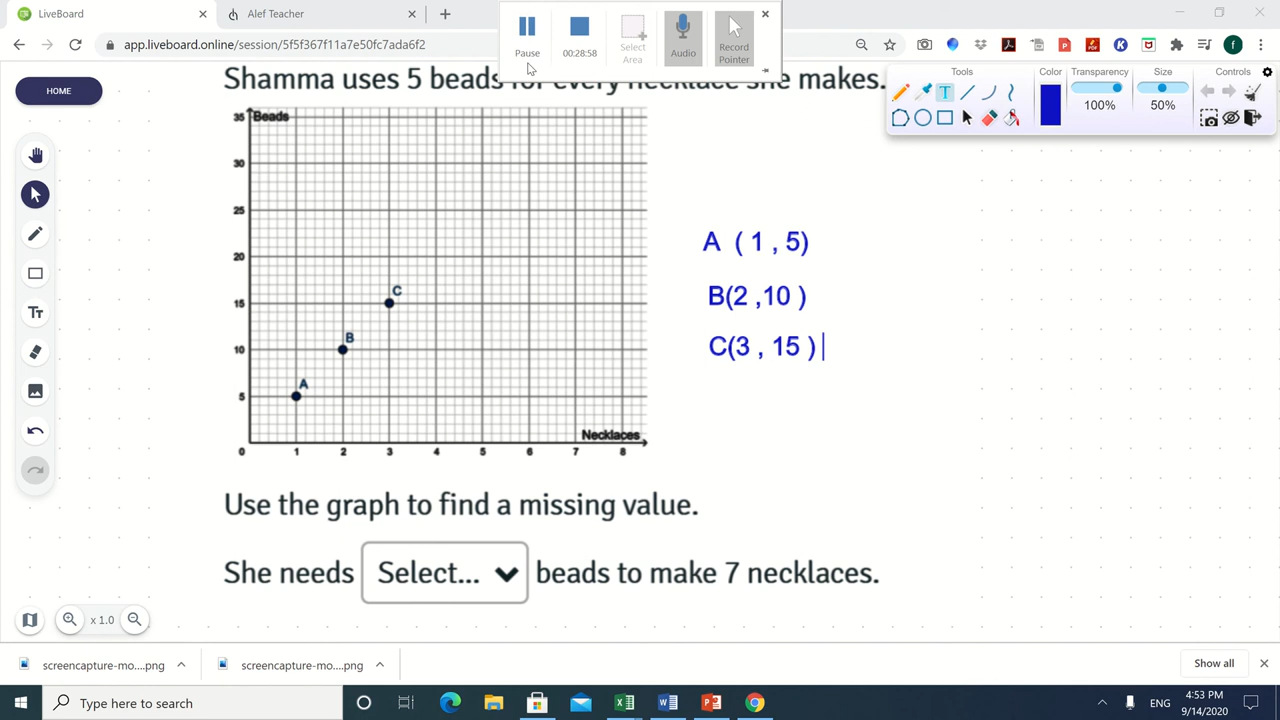 LiveBoard
Alef Teacher
app.liveboard.online/session/5f5f367f11a7e50fc7ada6f2
Pause
00:28:58
Select Area
Audio
Record Pointer
HOME
Tools
Color
Transparency
Size
Controls
100%
50%
Shamma uses 5 beads for every necklace she makes.
Beads
35
30
25
20
15
10
5
C
B
A
Necklaces
0 1 2 3 4 5 6 7 8
A ( 1 , 5)
B(2 ,10 )
C(3 , 15 )
Use the graph to find a missing value.
She needs Select... beads to make 7 necklaces.
Tт
x 1.0
screencapture-mo....png
screencapture-mo....png
Show all
Type here to search
ENG
4:53 PM
9/14/2020